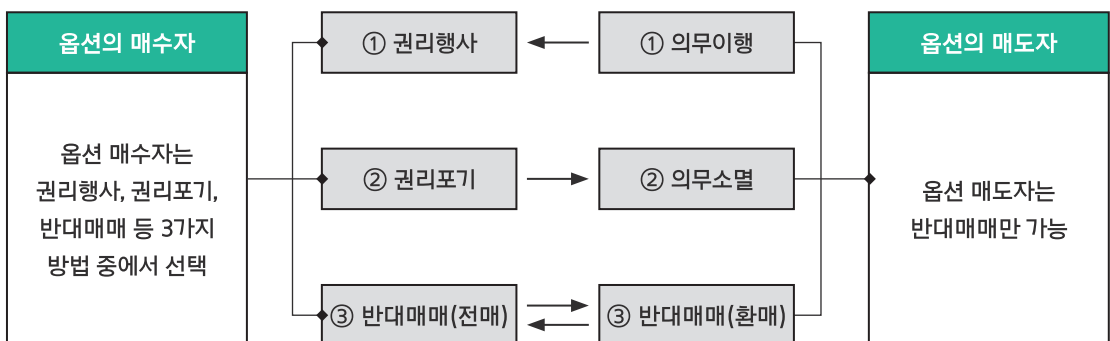 옵션의 매수자
① 권리행사
① 의무이행
옵션의 매도자
옵션 매수자는
권리행사, 권리포기,
반대매매 등 3가지
방법 중에서 선택
② 권리포기
② 의무소멸
옵션 매도자는
반대매매만 가능
③ 반대매매(전매)
③ 반대매매(환매)